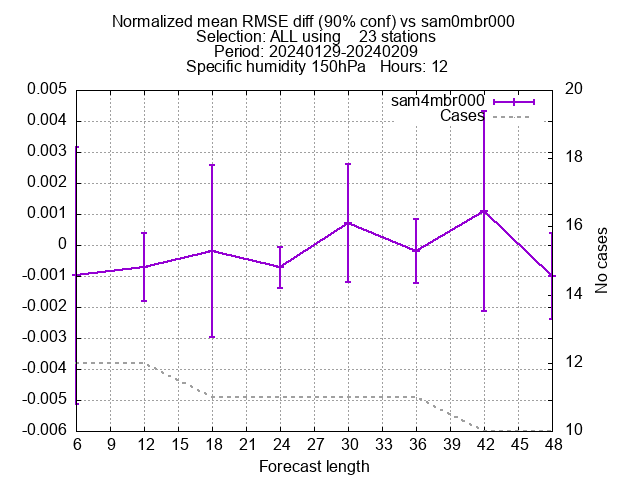 Normalized mean RMSE diff (90% conf) vs sam0mbr000
Selection: ALL using    23 stations
Period: 20240129-20240209
Specific humidity 150hPa   Hours: 12
sam4mbr000
Cases
0.005
0.004
0.003
0.002
0.001
0
-0.001
-0.002
-0.003
-0.004
-0.005
-0.006
20
18
16
14
12
10
No cases
6 9 12 15 18 21 24 27 30 33 36 39 42 45 48
Forecast length